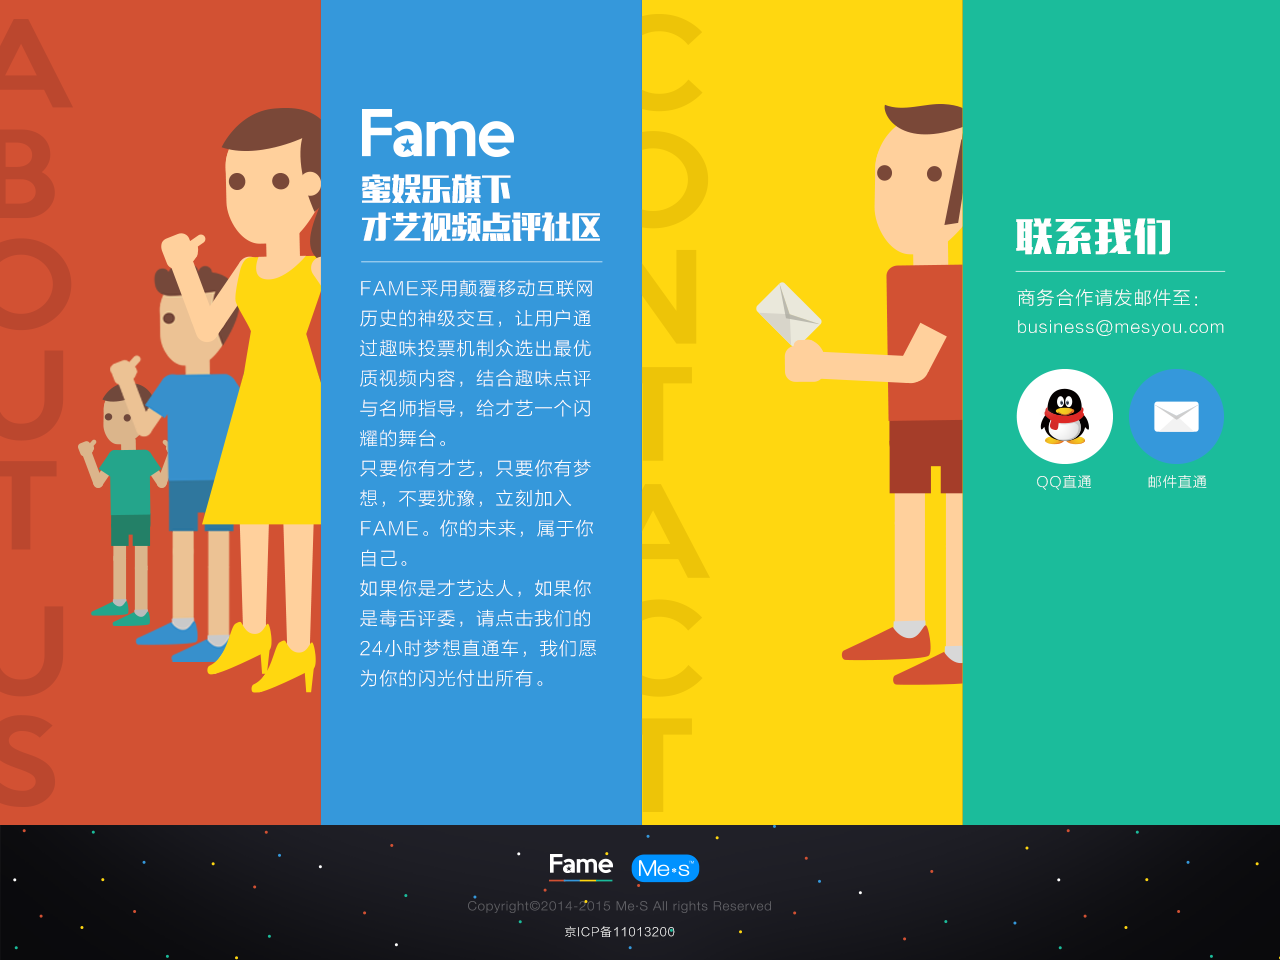 ABOUT US
Fame
蜜娱乐旗下
才艺视频点评社区
FAME采用颠覆移动互联网
历史的神级交互，让用户通
过趣味投票机制众选出最优
质视频内容，结合趣味点评
与名师指导，给才艺一个闪
耀的舞台。
只要你有才艺，只要你有梦
想，不要犹豫，立刻加入
FAME。你的未来，属于你
自己。
如果你是才艺达人，如果你
是毒舌评委，请点击我们的
24小时梦想直通车，我们愿
为你的闪光付出所有。
CONTACT
联系我们
商务合作请发邮件至：
business@mesyou.com
QQ直通
邮件直通
Fame
Me·s™
Copyright©2014-2015 Me·S All rights Reserved
京ICP备11013200